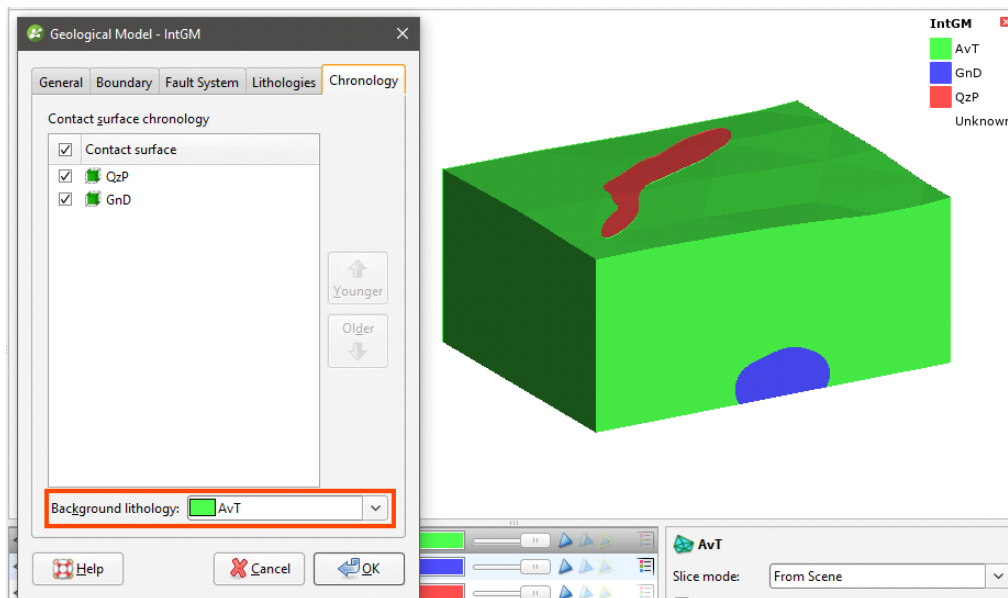 Geological Model - IntGM
General
Boundary
Fault System
Lithologies
Chronology
Contact surface chronology
Contact surface
QzP
GnD
Younger
Older
Background lithology:
AvT
Help
Cancel
OK
IntGM
AvT
GnD
QzP
Unknown
AvT
Slice mode:
From Scene